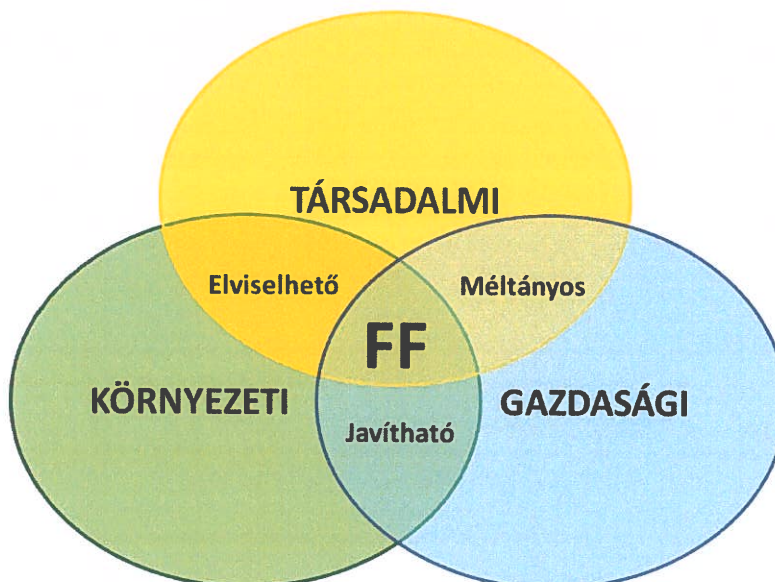 TÁRSADALMI
Elviselhető
Méltányos
FF
KÖRNYEZETI
GAZDASÁGI
Javítható